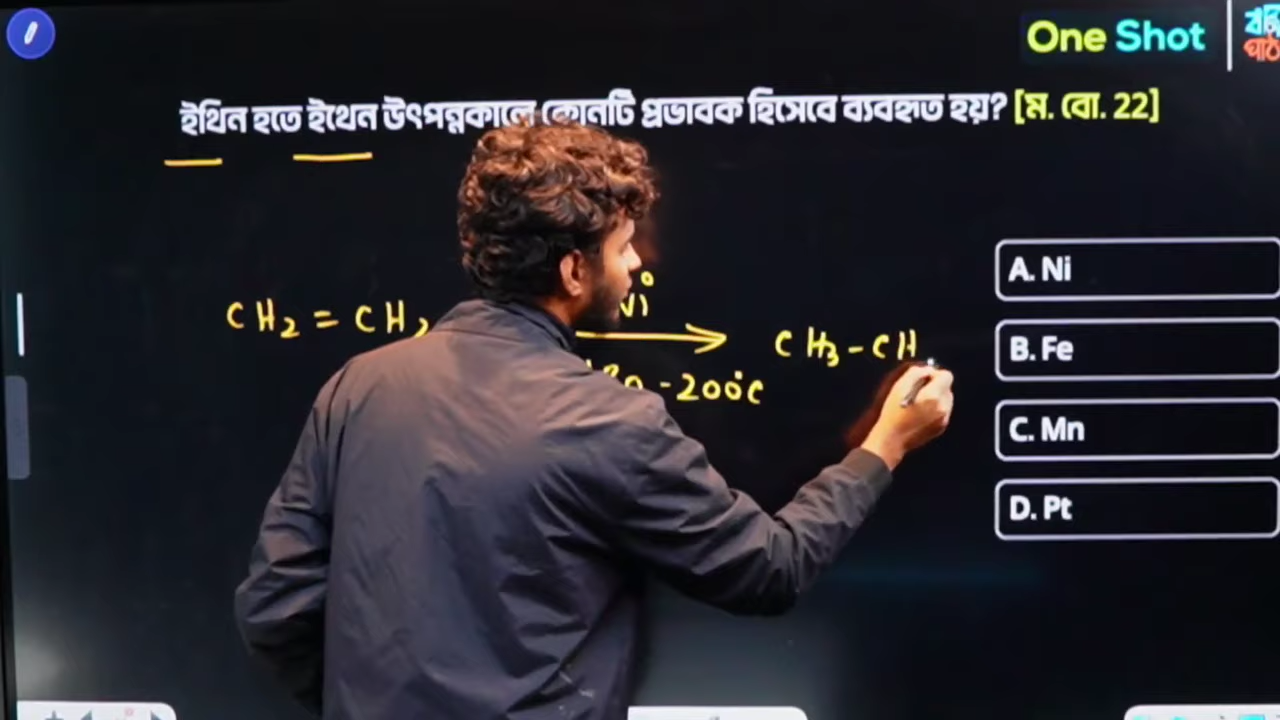 One Shot
ইথিন হতে ইথেন উৎপন্নকালে কোনটি প্রভাবক হিসেবে ব্যবহৃত হয়? [ম. বো. 22]
A. Ni
CH₂ = CH₂ Ni CH₃ - CH
B. Fe
-200°C
C. Mn
D. Pt